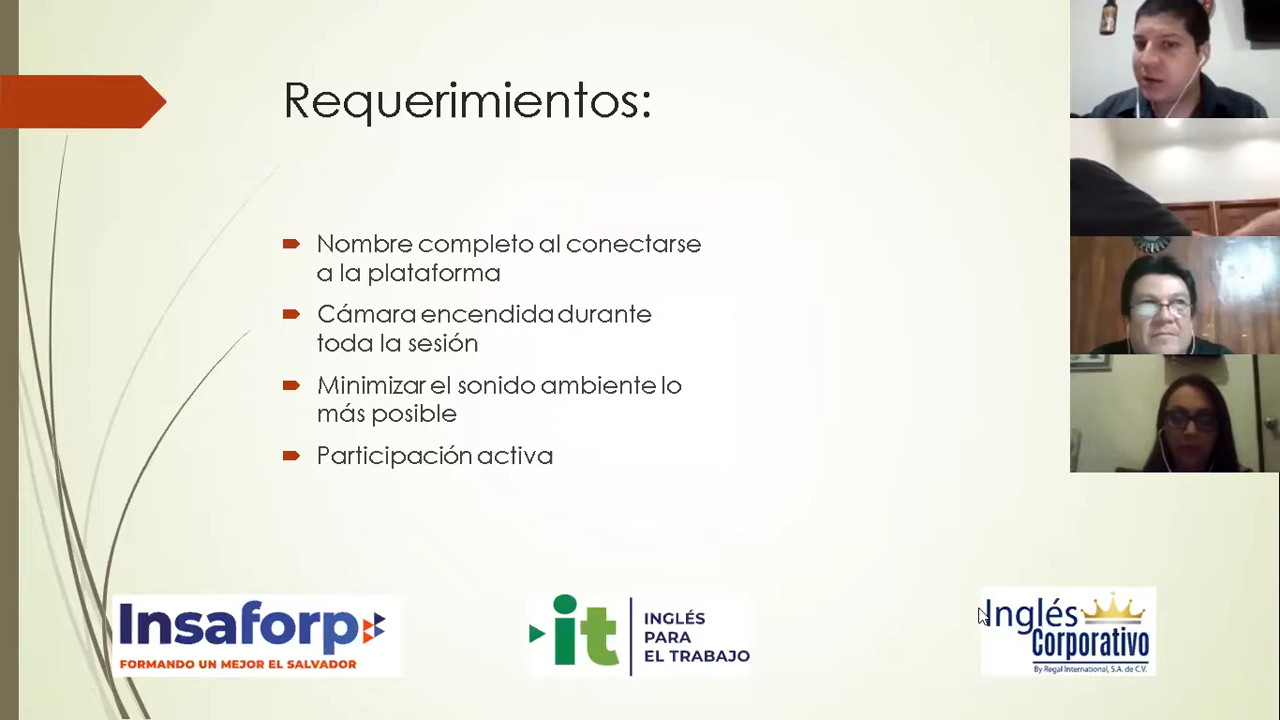 Requerimientos:
Nombre completo al conectarse
a la plataforma
Cámara encendida durante
toda la sesión
Minimizar el sonido ambiente lo
más posible
Participación activa
Insaforp
FORMANDO UN MEJOR EL SALVADOR
it
INGLÉS
PARA
EL TRABAJO
Inglés
Corporativo
By Regal International, S.A. de C.V.